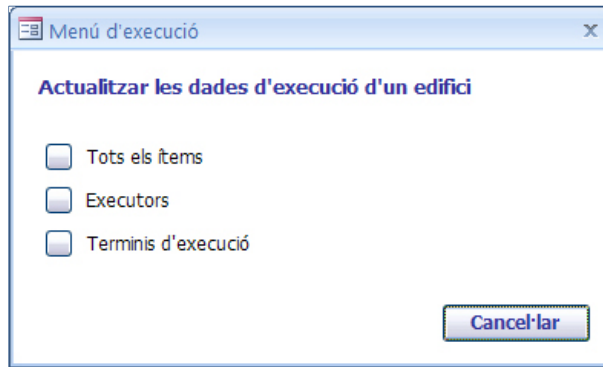 Menú d'execució
Actualitzar les dades d'execució d'un edifici
Tots els ítems
Executors
Terminis d'execució
Cancel·lar